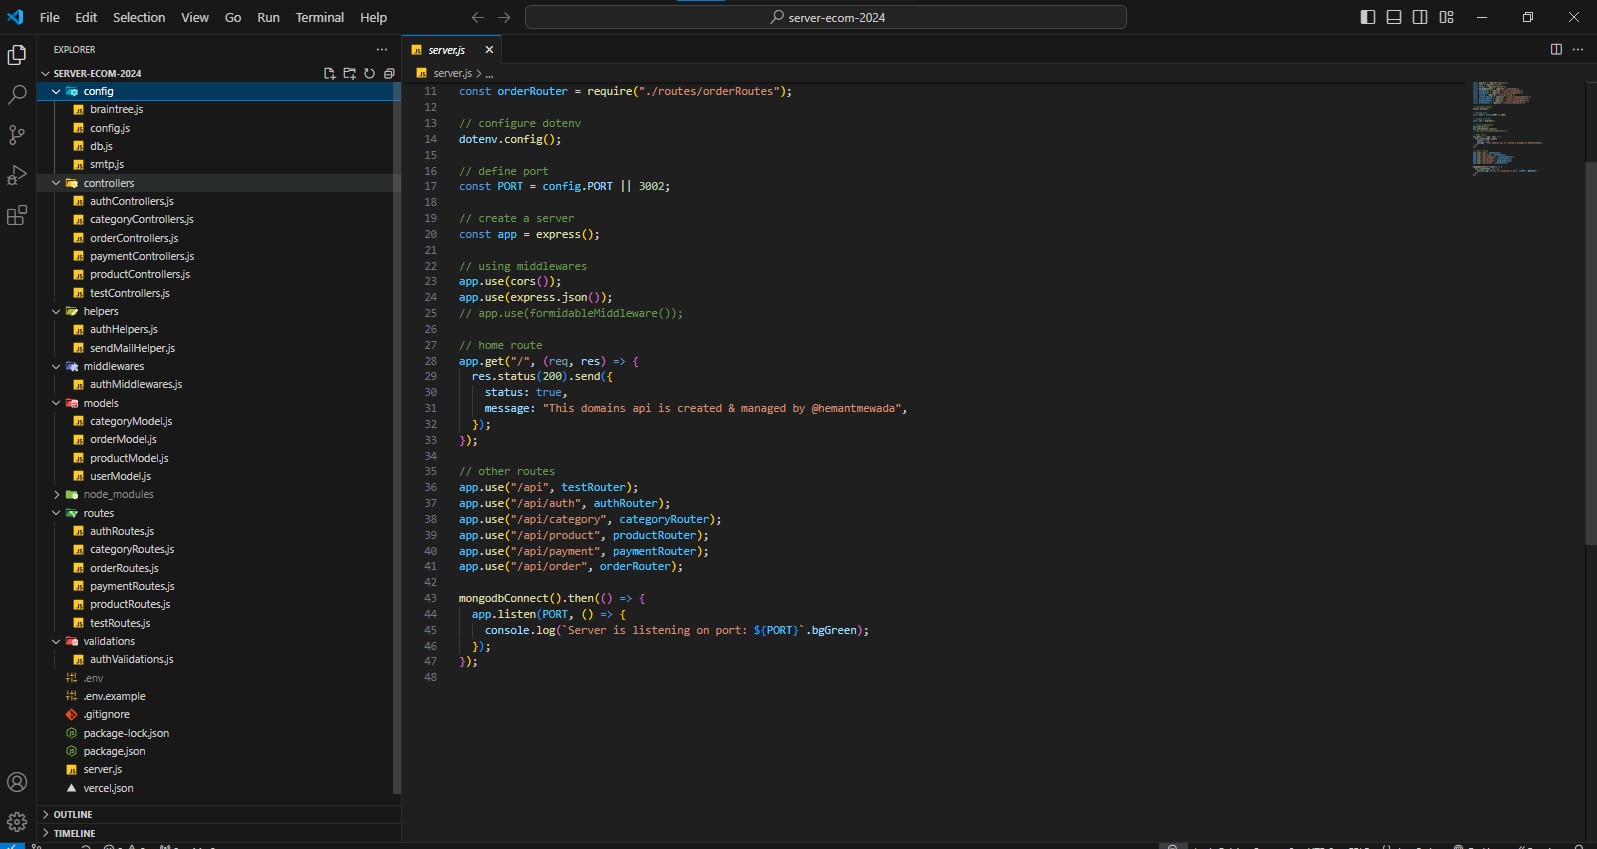 File Edit Selection View Go Run Terminal Help
server-ecom-2024
EXPLORER
SERVER-ECOM-2024
config
braintree.js
config.js
db.js
smtp.js
controllers
authControllers.js
categoryControllers.js
orderControllers.js
paymentControllers.js
productControllers.js
testControllers.js
helpers
authHelpers.js
sendMailHelper.js
middlewares
authMiddlewares.js
models
categoryModel.js
orderModel.js
productModel.js
userModel.js
node_modules
routes
authRoutes.js
categoryRoutes.js
orderRoutes.js
paymentRoutes.js
productRoutes.js
testRoutes.js
validations
authValidations.js
.env
.env.example
.gitignore
package-lock.json
package.json
server.js
vercel.json
OUTLINE
TIMELINE
server.js
server.js > ...
11 const orderRouter = require("./routes/orderRoutes");
12
13 // configure dotenv
14 dotenv.config();
15
16 // define port
17 const PORT = config.PORT || 3002;
18
19 // create a server
20 const app = express();
21
22 // using middlewares
23 app.use(cors());
24 app.use(express.json());
25 // app.use(formidableMiddleware());
26
27 // home route
28 app.get("/", (req, res) => {
29 res.status(200).send({
30 status: true,
31 message: "This domains api is created & managed by @hemantmewada",
32 });
33 });
34
35 // other routes
36 app.use("/api", testRouter);
37 app.use("/api/auth", authRouter);
38 app.use("/api/category", categoryRouter);
39 app.use("/api/product", productRouter);
40 app.use("/api/payment", paymentRouter);
41 app.use("/api/order", orderRouter);
42
43 mongodbConnect().then(() => {
44 app.listen(PORT, () => {
45 console.log(`Server is listening on port: ${PORT}`.bgGreen);
46 });
47 });
48